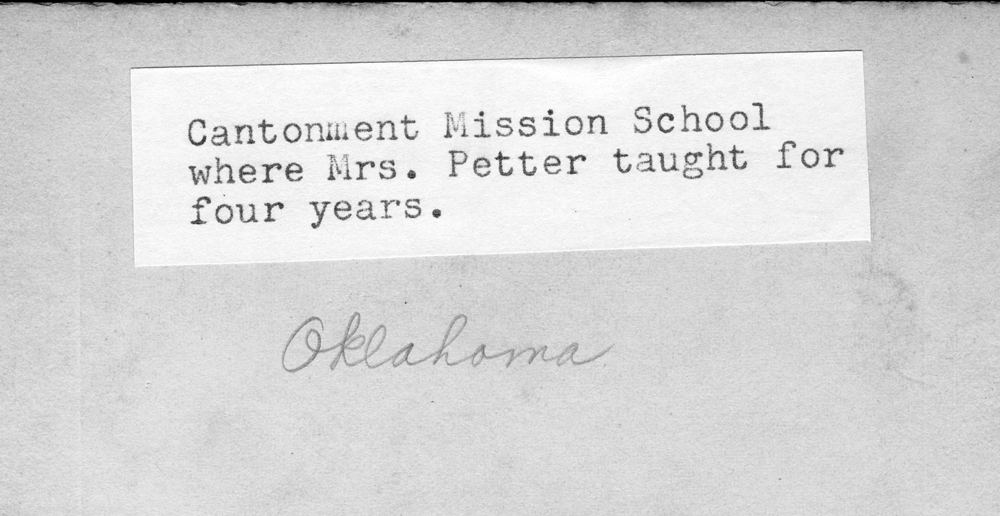 Cantonment Mission School
where Mrs. Petter taught for
four years.
Oklahoma